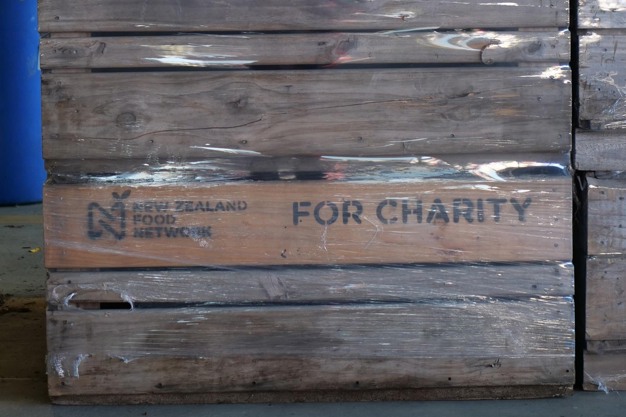 NEW ZEALAND
FOOD
NETWORK
FOR CHARITY